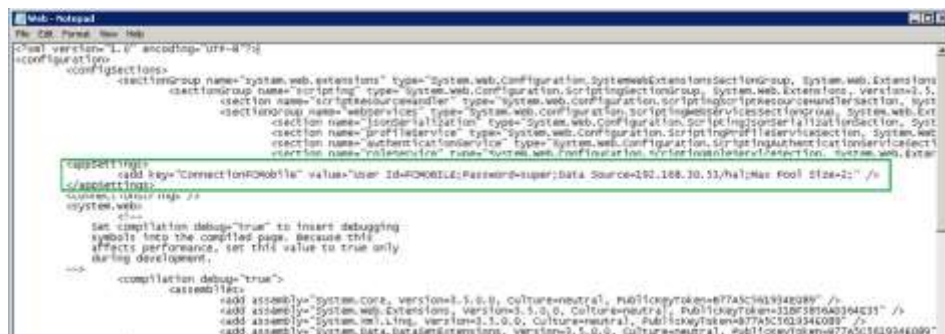 Web - Notepad
File Edit Format View Help
<?xml version="1.0" encoding="UTF-8"?>
<configuration>
<configSections>
<sectionGroup name="system.web.extensions" type="System.Web.Configuration.SystemWebExtensionsSectionGroup, System.Web.Extensions
<sectionGroup name="scripting" type="System.Web.Configuration.ScriptingSectionGroup, System.Web.Extensions, Version=3.5.
<section name="scriptResourceHandler" type="System.Web.Configuration.ScriptingScriptResourceHandlerSection, Syst
<sectionGroup name="webServices" type="System.Web.Configuration.ScriptingWebServicesSectionGroup, System.Web.Ext
<section name="jsonSerialization" type="System.Web.Configuration.ScriptingJsonSerializationSection, Syst
<section name="profileService" type="System.Web.Configuration.ScriptingProfileServiceSection, System.Web
<section name="authenticationService" type="System.Web.Configuration.ScriptingAuthenticationServiceSecti
<section name="roleService" type="System.Web.Configuration.ScriptingRoleServiceSection, System.Web.Exten
<appSettings>
<add key="ConnectionFCMobile" value="User Id=FCMOBILE;Password=super;Data Source=192.168.30.53/hal;Max Pool Size=2;" />
</appSettings>
<connectionStrings />
<system.web>
<!--
Set compilation debug="true" to insert debugging
symbols into the compiled page. Because this
affects performance, set this value to true only
during development.
-->
<compilation debug="true">
<assemblies>
<add assembly="System.Core, Version=3.5.0.0, Culture=neutral, PublicKeyToken=B77A5C561934E089" />
<add assembly="System.Web.Extensions, Version=3.5.0.0, Culture=neutral, PublicKeyToken=31BF3856AD364E35" />
<add assembly="System.Xml.Linq, Version=3.5.0.0, Culture=neutral, PublicKeyToken=B77A5C561934E089" />
<add assembly="System.Data.DataSetExtensions, Version=3.5.0.0, Culture=neutral, PublicKeyToken=B77A5C561934E089"